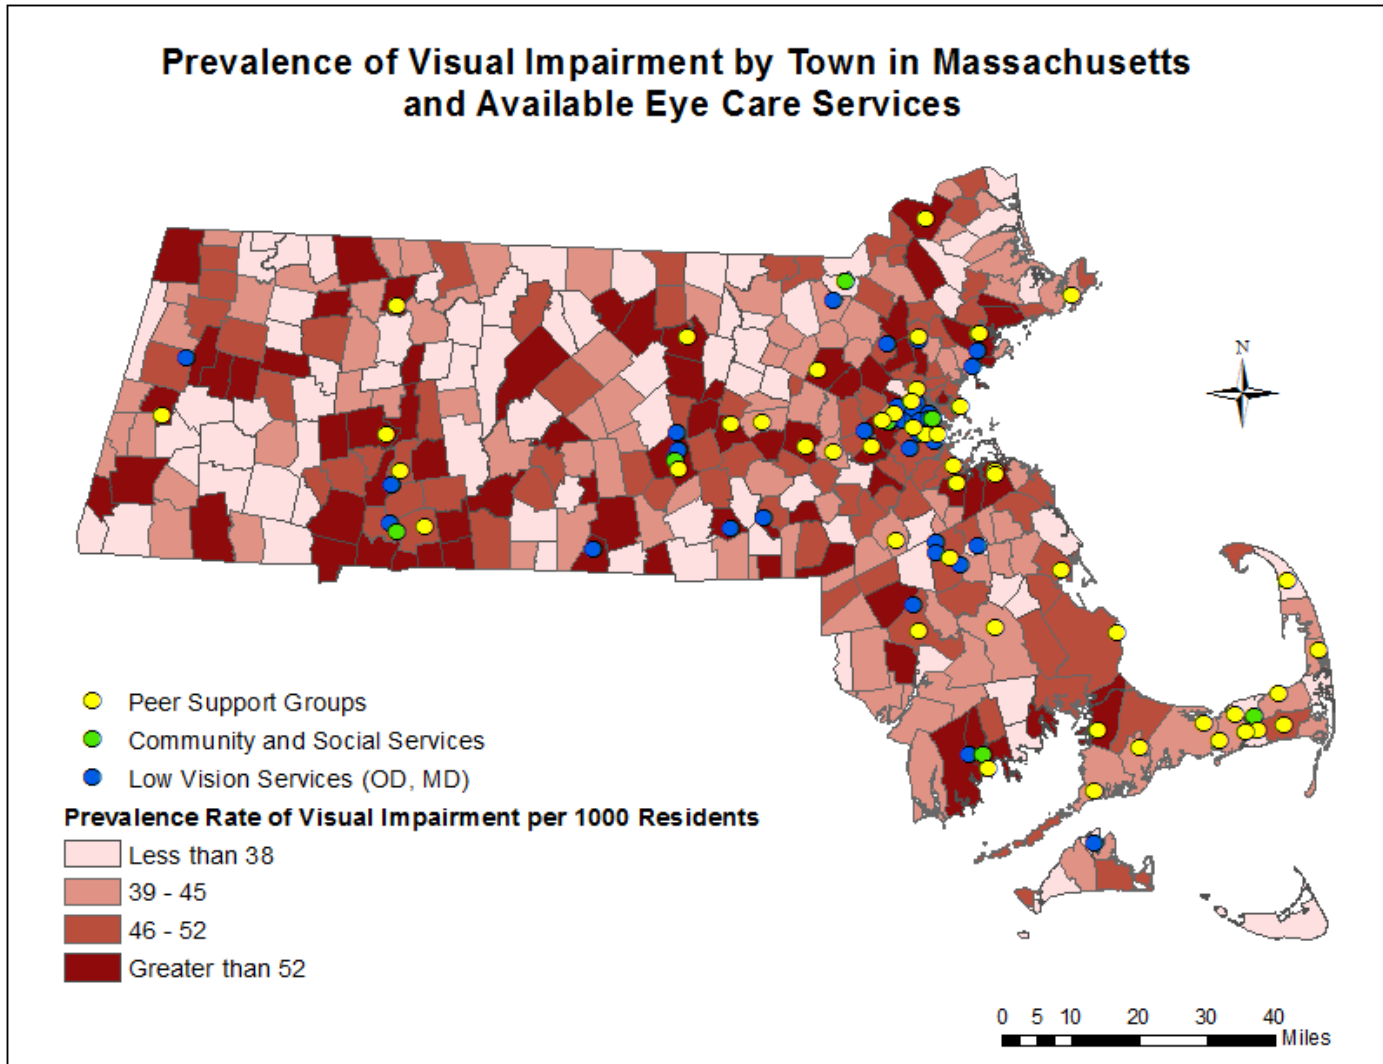 Prevalence of Visual Impairment by Town in Massachusetts
and Available Eye Care Services
N
Peer Support Groups
Community and Social Services
Low Vision Services (OD, MD)
Prevalence Rate of Visual Impairment per 1000 Residents
Less than 38
39 - 45
46 - 52
Greater than 52
0 5 10 20 30 40
Miles